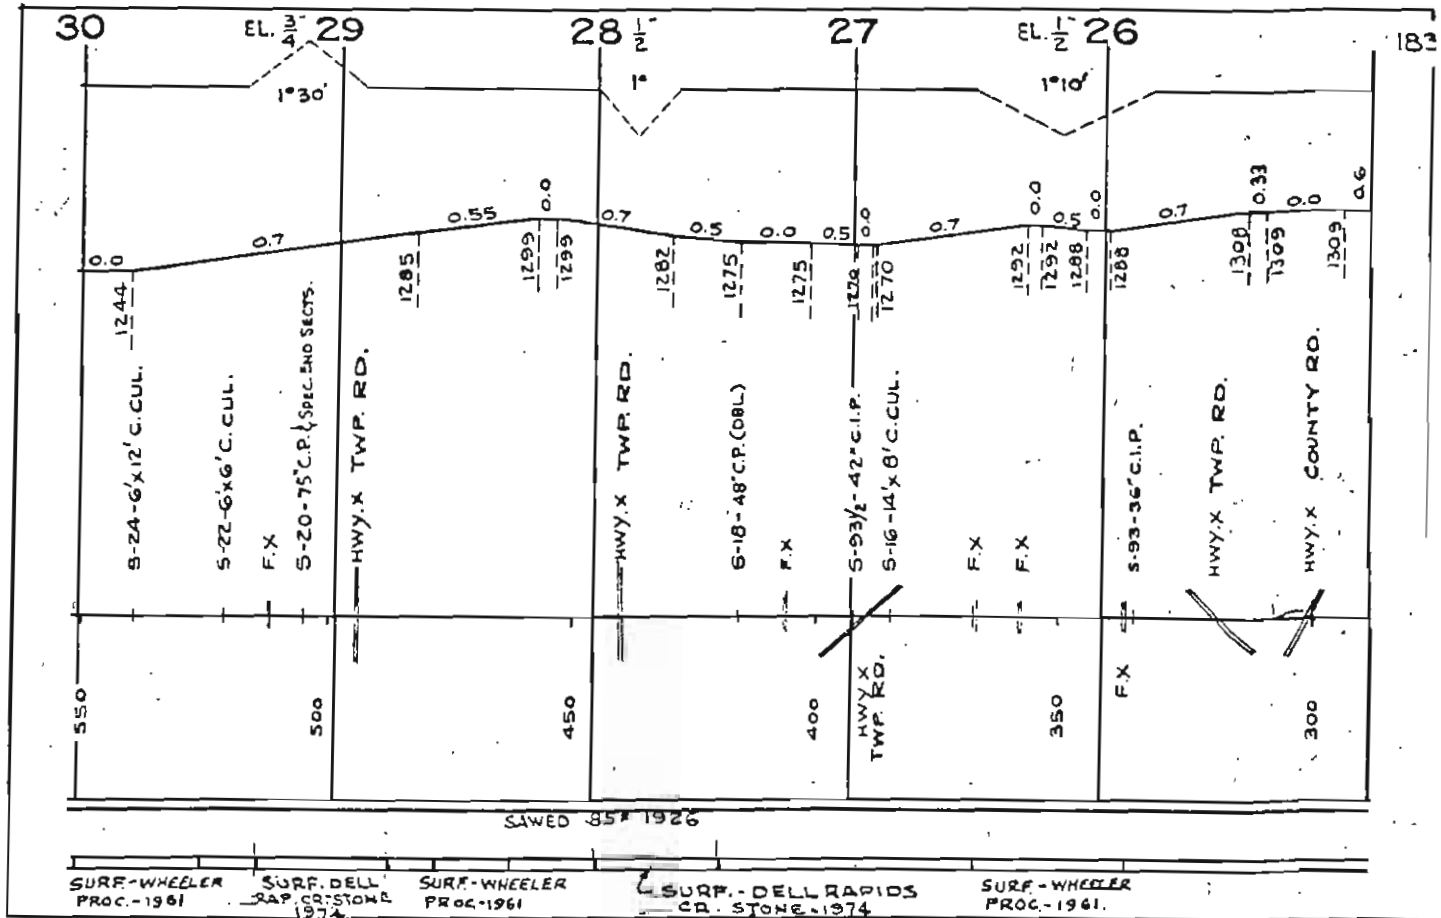 30 EL. 3/4" 29 28 1/2" 27 EL. 1/2" 26 183
1°30' 1° 1°10'
0.0 0.7 0.55 0.0 0.7 0.5 0.0 0.5 0.0 0.7 0.0 0.5 0.0 0.7 0.33 0.0 0.6
1244 1285 1299 1299 1282 1275 1275 1270 1270 1292 1292 1288 1288 1308 1309 1309
S-24-6'x12' C.CUL.
S-22-6'x6' C.CUL.
F.X
S-20-75"C.P. & SPEC. END SECTS.
HWY. X TWP. RD.
HWY. X TWP. RD.
S-18-48"C.P.(DBL)
F.X
S-93½-42"C.I.P.
S-16-14'x8' C.CUL.
F.X
F.X
S-93-36"C.I.P.
HWY. X TWP. RD.
HWY. X COUNTY RD.
HWY X
TWP. RD.
F.X
550 500 450 400 350 300
SAWED 85# 1926
SURF.-WHEELER
PROC.-1961
SURF. DELL
RAP. CR. STONE
1974
SURF.-WHEELER
PROC.-1961
SURF.-DELL RAPIDS
CR. STONE-1974
SURF.-WHEELER
PROC.-1961.